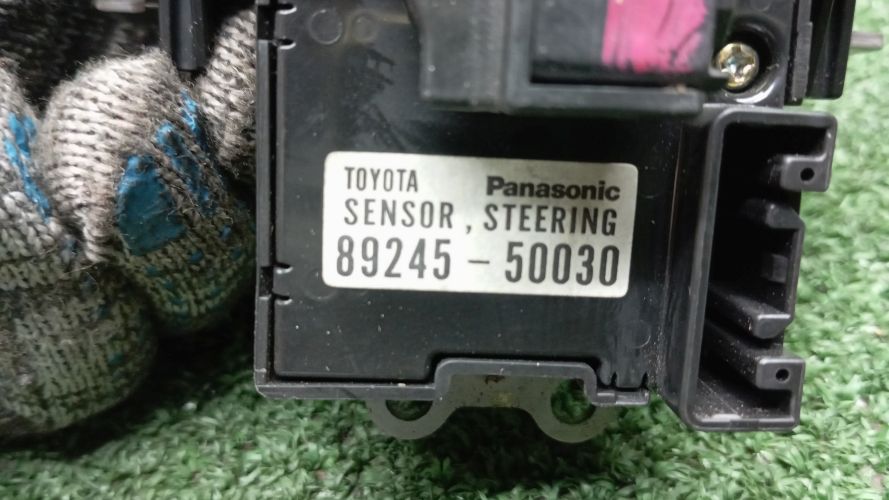 TOYOTA Panasonic
SENSOR, STEERING
89245-50030